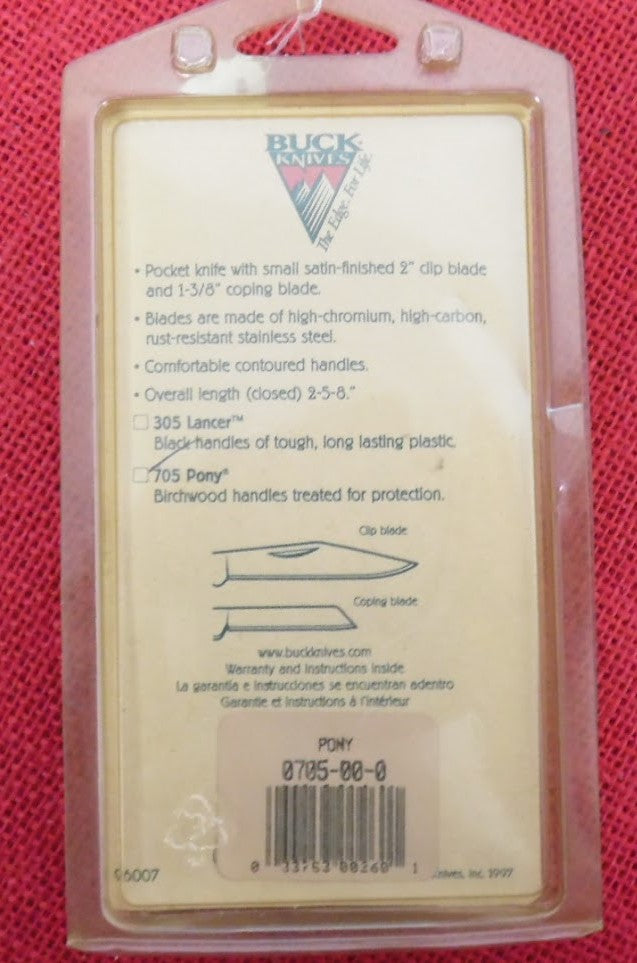 BUCK
KNIVES
The Edge. For Life.
• Pocket knife with small satin-finished 2" clip blade
and 1-3/8" coping blade.
• Blades are made of high-chromium, high-carbon,
rust-resistant stainless steel.
• Comfortable contoured handles.
• Overall length (closed) 2-5-8."
305 Lancer™
Black handles of tough, long lasting plastic.
705 Pony®
Birchwood handles treated for protection.
Clip blade
Coping blade
www.buckknives.com
Warranty and Instructions Inside
La garantia e instrucciones se encuentran adentro
Garantie et Instructions à l'intérieur
PONY
0705-00-0
0 33753 00260 1
96007
Inc. 1997